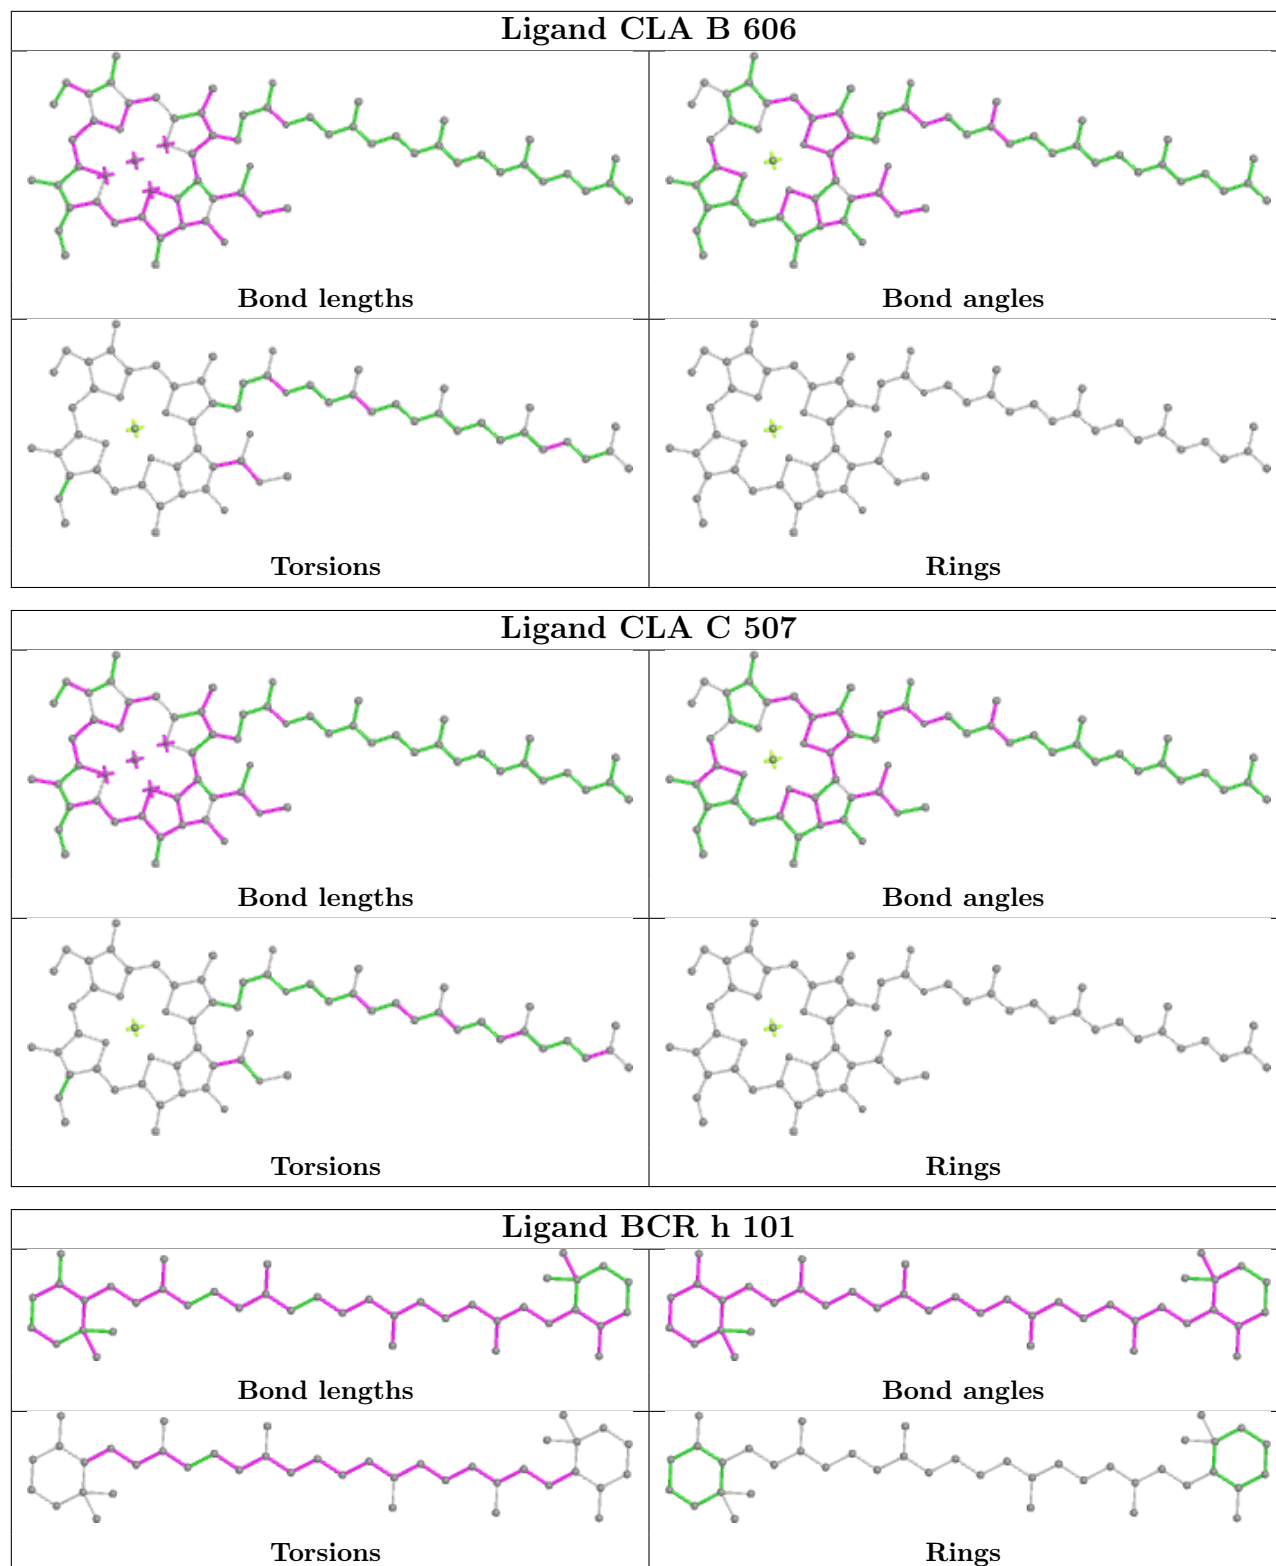 Ligand CLA B 606
Bond lengths
Bond angles
Torsions
Rings
Ligand CLA C 507
Bond lengths
Bond angles
Torsions
Rings
Ligand BCR h 101
Bond lengths
Bond angles
Torsions
Rings